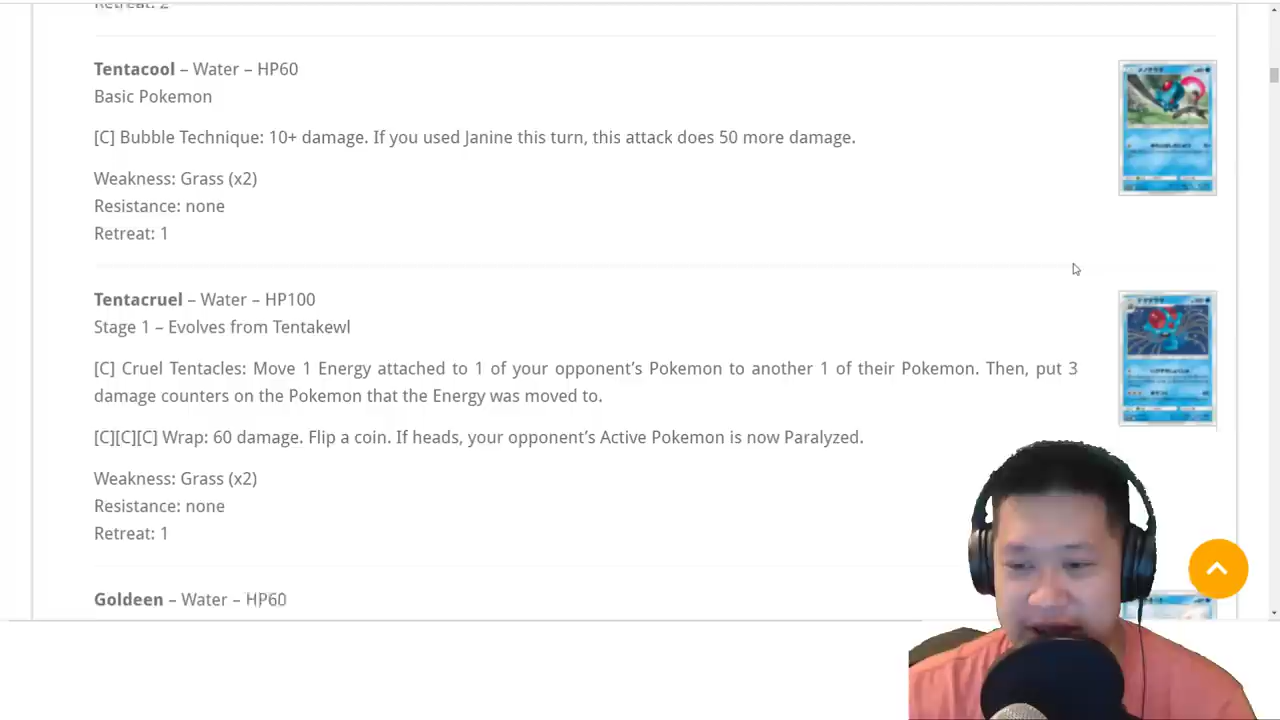 Retreat: 2
Tentacool – Water – HP60
Basic Pokemon
[C] Bubble Technique: 10+ damage. If you used Janine this turn, this attack does 50 more damage.
Weakness: Grass (x2)
Resistance: none
Retreat: 1
Tentacruel – Water – HP100
Stage 1 – Evolves from Tentakewl
[C] Cruel Tentacles: Move 1 Energy attached to 1 of your opponent’s Pokemon to another 1 of their Pokemon. Then, put 3
damage counters on the Pokemon that the Energy was moved to.
[C][C][C] Wrap: 60 damage. Flip a coin. If heads, your opponent’s Active Pokemon is now Paralyzed.
Weakness: Grass (x2)
Resistance: none
Retreat: 1
Goldeen – Water – HP60